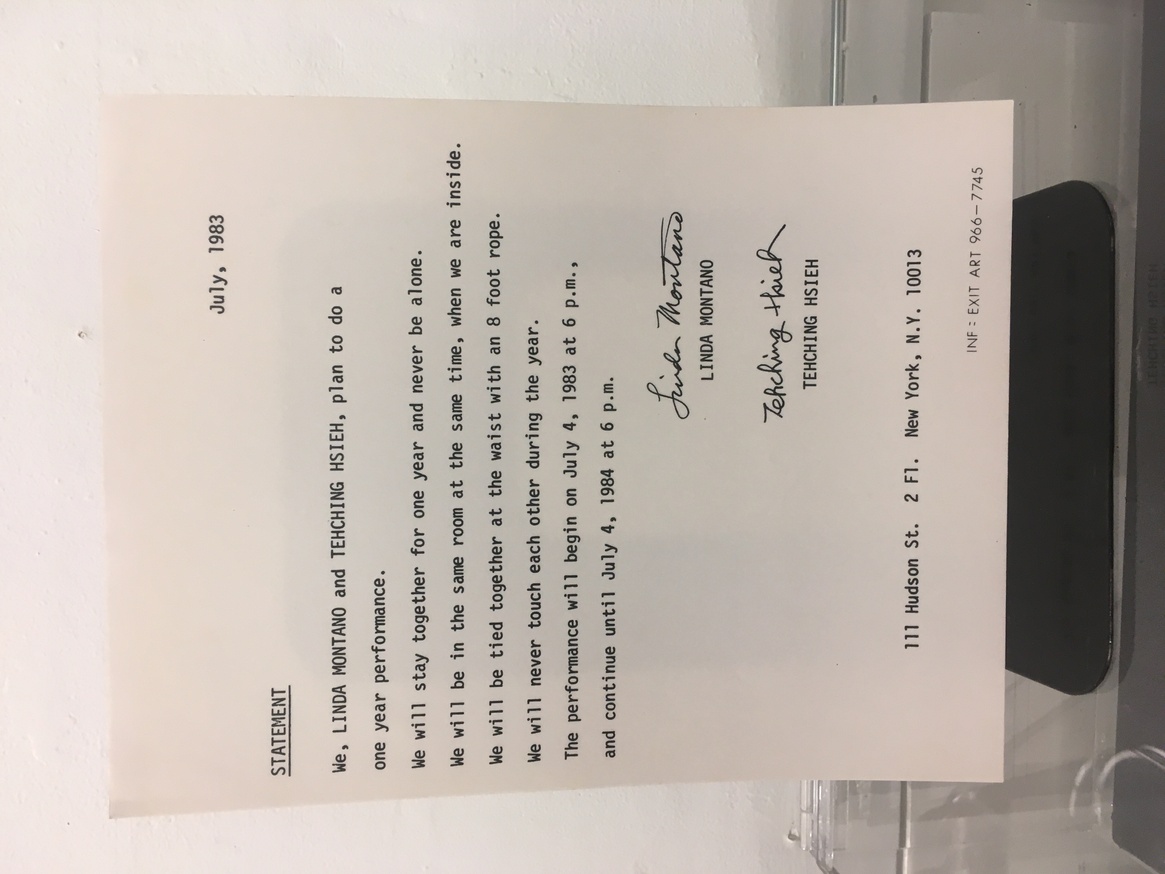 July, 1983
STATEMENT
We, LINDA MONTANO and TEHCHING HSIEH, plan to do a
one year performance.
We will stay together for one year and never be alone.
We will be in the same room at the same time, when we are inside.
We will be tied together at the waist with an 8 foot rope.
We will never touch each other during the year.
The performance will begin on July 4, 1983 at 6 p.m.,
and continue until July 4, 1984 at 6 p.m.
Linda Montano
LINDA MONTANO
Tehching Hsieh
TEHCHING HSIEH
111 Hudson St. 2 Fl. New York, N.Y. 10013
INF: EXIT ART 966-7745
TEHCHING HSIEH